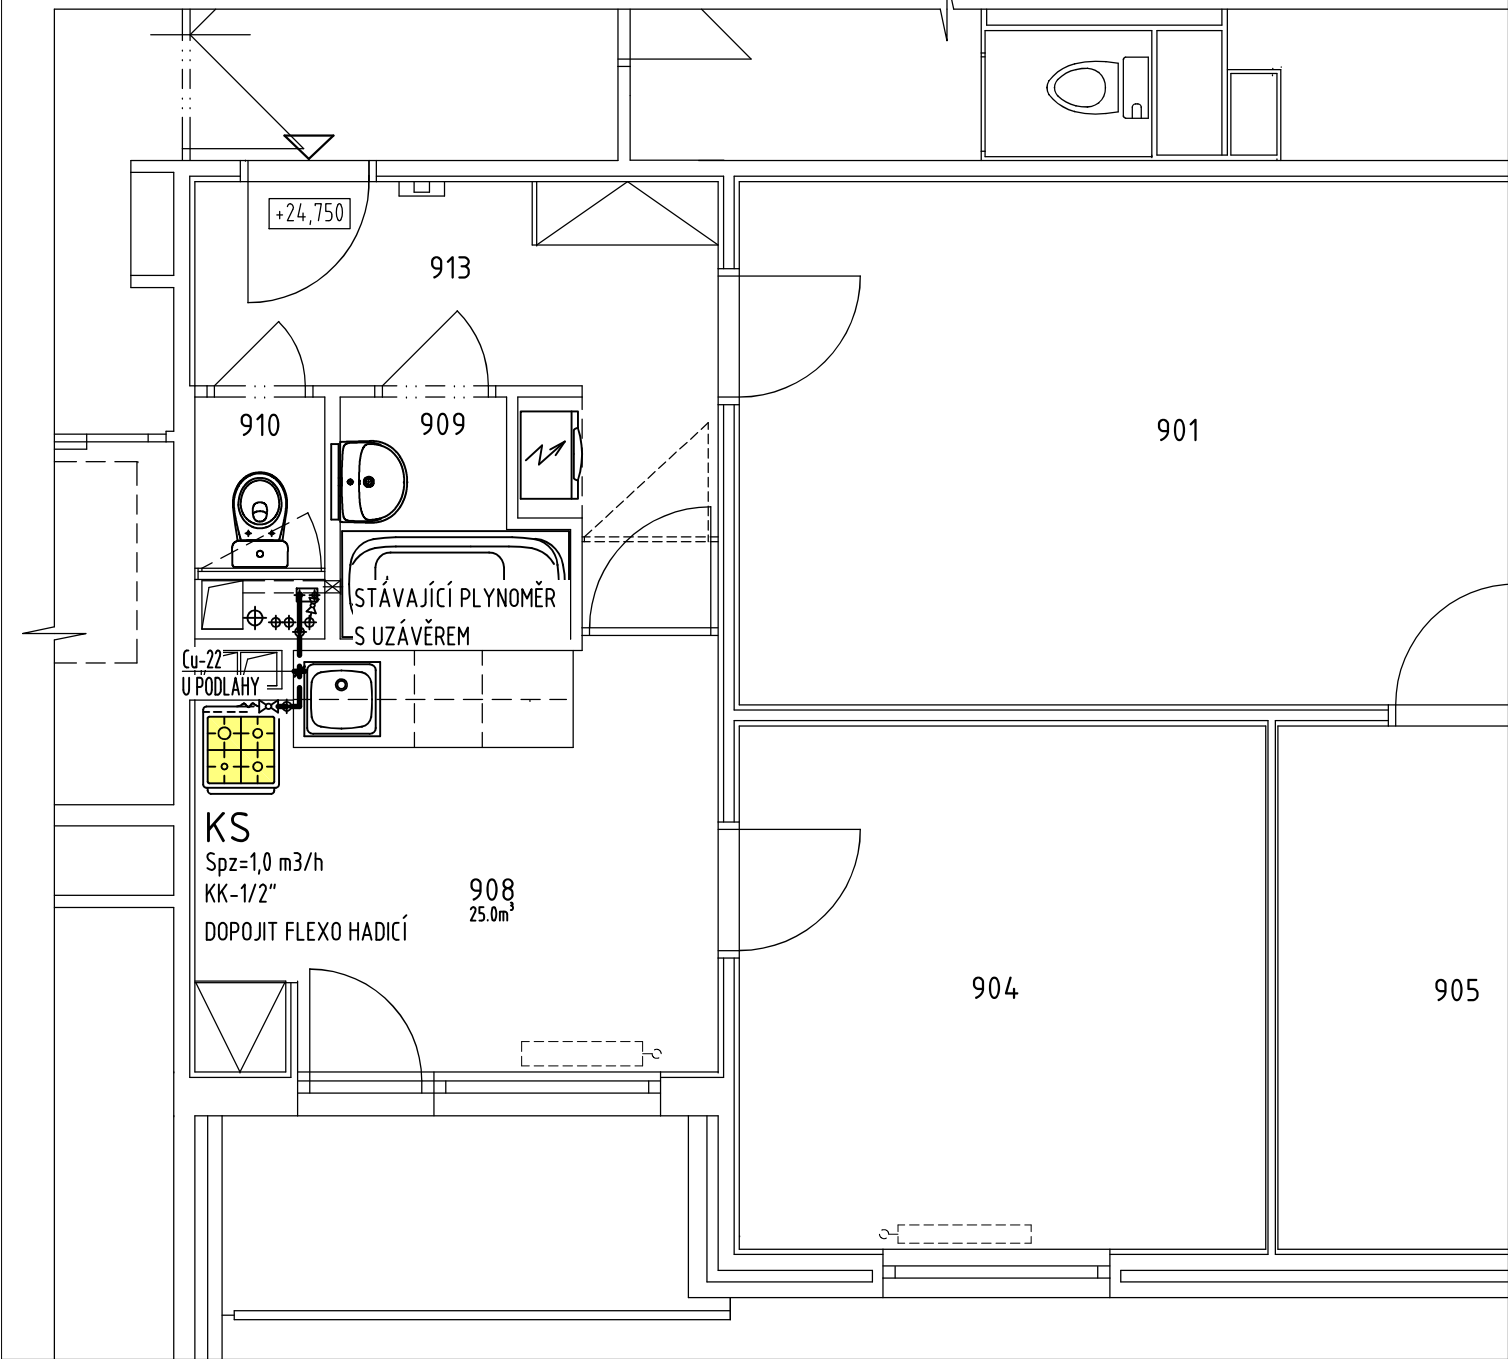 +24,750
913
910
909
901
STÁVAJÍCÍ PLYNOMĚR
S UZÁVĚREM
Cu-22
U PODLAHY
KS
Spz=1,0 m3/h
KK-1/2"
DOPOJIT FLEXO HADICÍ
908
25.0m³
904
905